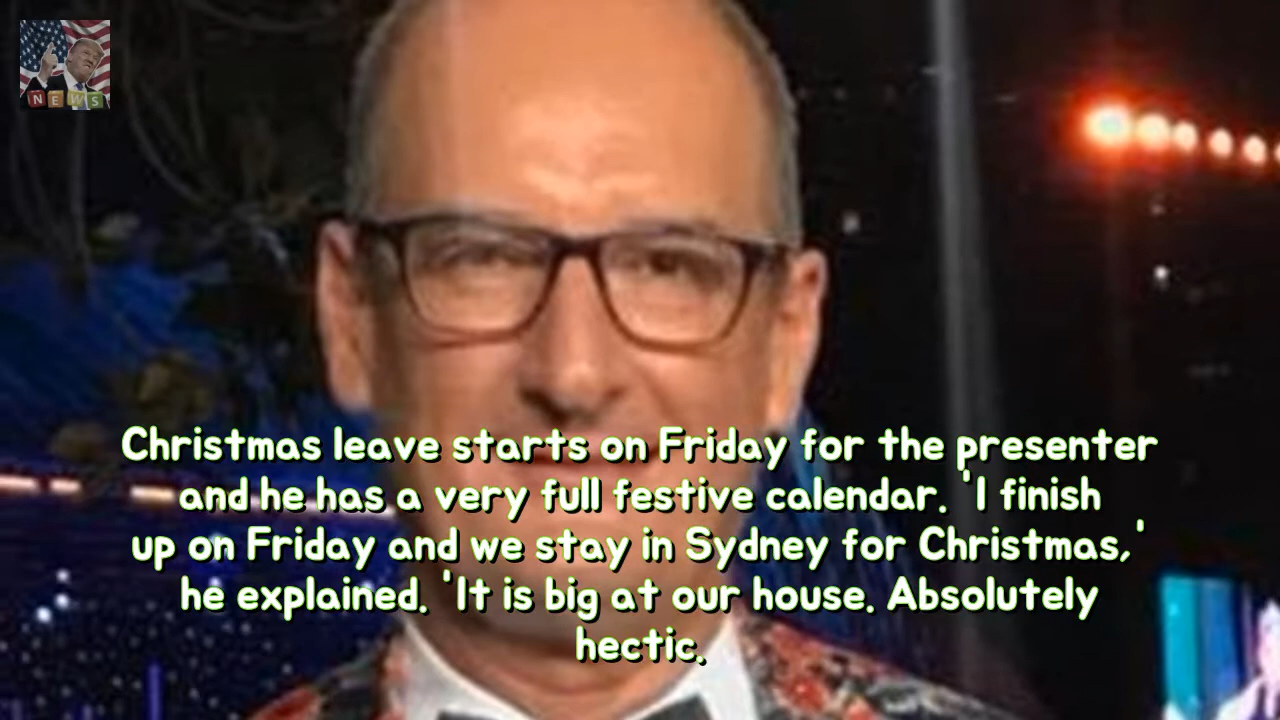 NEWS
Christmas leave starts on Friday for the presenter
and he has a very full festive calendar. 'I finish
up on Friday and we stay in Sydney for Christmas,'
he explained. 'It is big at our house. Absolutely
hectic.